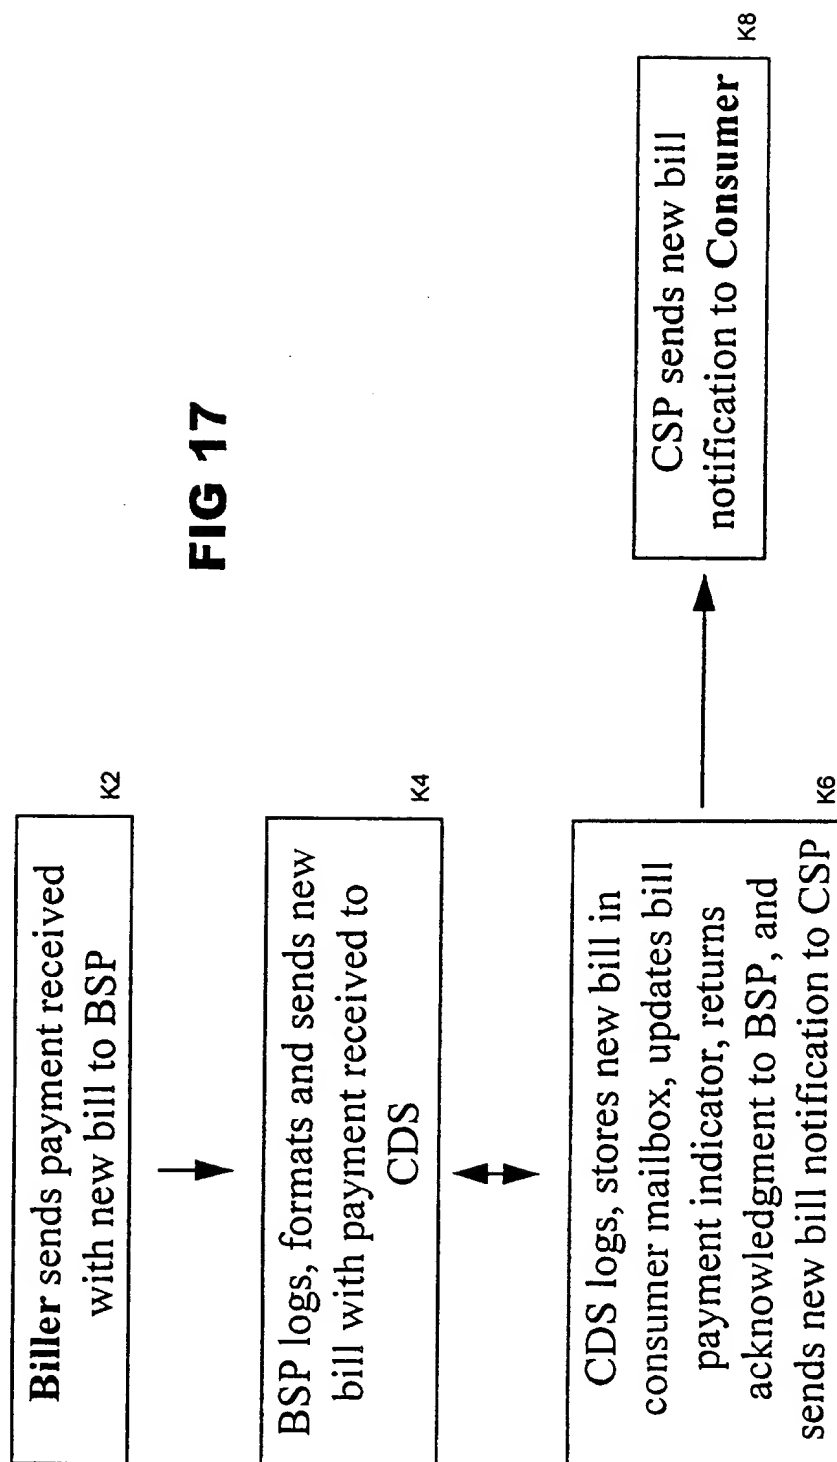 FIG 17
Biller sends payment received
with new bill to BSP
K2
BSP logs, formats and sends new
bill with payment received to
CDS
K4
CDS logs, stores new bill in
consumer mailbox, updates bill
payment indicator, returns
acknowledgment to BSP, and
sends new bill notification to CSP
K6
CSP sends new bill
notification to Consumer
K8